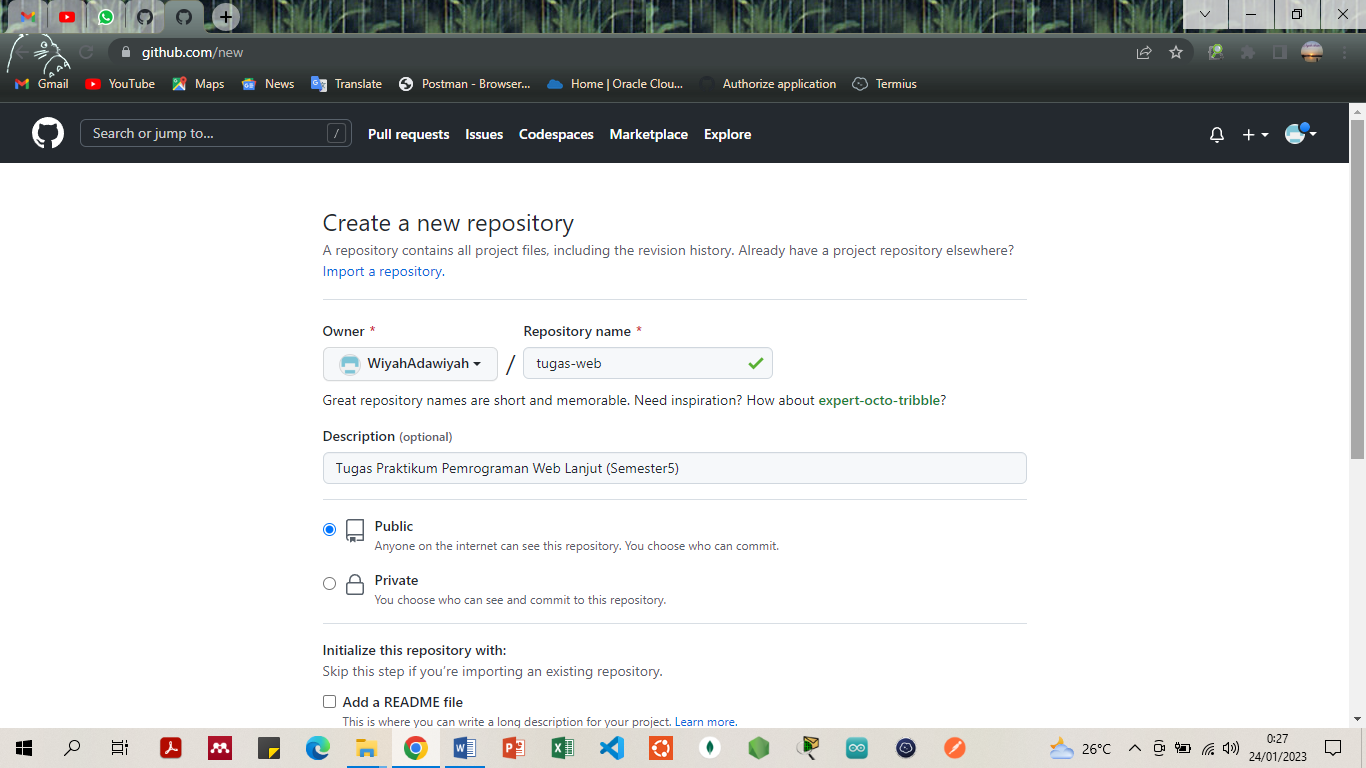 github.com/new
Gmail YouTube Maps News Translate Postman - Browser... Home | Oracle Clou... Authorize application Termius
Search or jump to... / Pull requests Issues Codespaces Marketplace Explore
Create a new repository
A repository contains all project files, including the revision history. Already have a project repository elsewhere?
Import a repository.
Owner * Repository name *
WiyahAdawiyah / tugas-web
Great repository names are short and memorable. Need inspiration? How about expert-octo-tribble?
Description (optional)
Tugas Praktikum Pemrograman Web Lanjut (Semester5)
Public
Anyone on the internet can see this repository. You choose who can commit.
Private
You choose who can see and commit to this repository.
Initialize this repository with:
Skip this step if you're importing an existing repository.
Add a README file
This is where you can write a long description for your project. Learn more.
26°C 0:27
24/01/2023